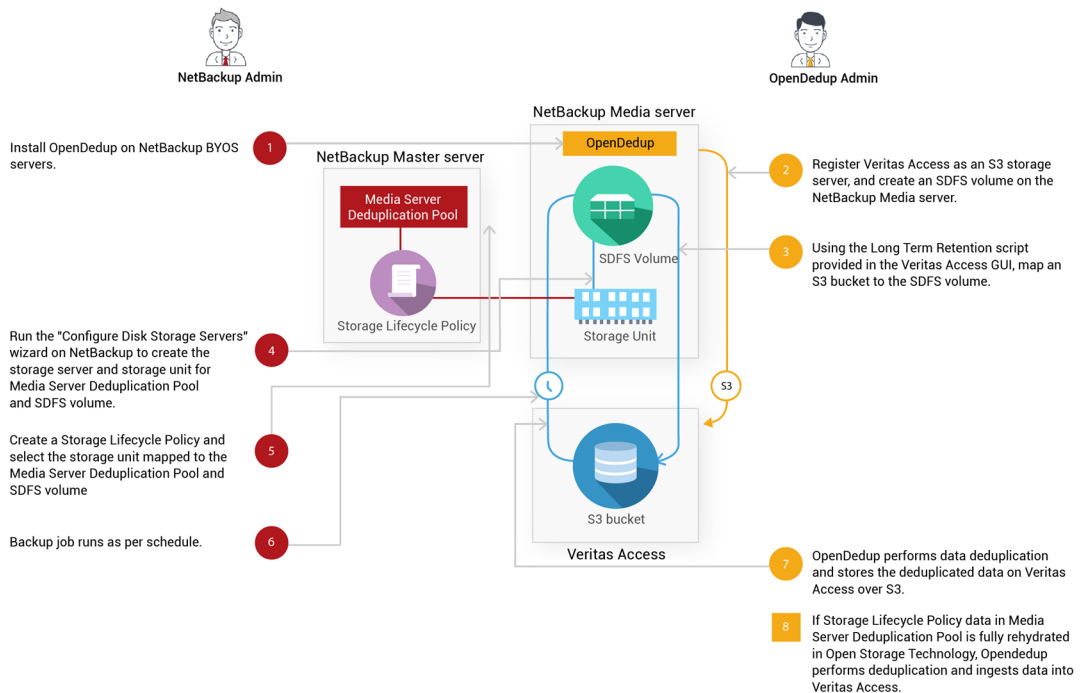 NetBackup Admin
OpenDedup Admin
NetBackup Media server
Install OpenDedup on NetBackup BYOS
servers.
1
OpenDedup
NetBackup Master server
2
Register Veritas Access as an S3 storage
server, and create an SDFS volume on the
NetBackup Media server.
Media Server
Deduplication Pool
SDFS Volume
3
Using the Long Term Retention script
provided in the Veritas Access GUI, map an
S3 bucket to the SDFS volume.
Storage Lifecycle Policy
Storage Unit
Run the "Configure Disk Storage Servers"
wizard on NetBackup to create the
storage server and storage unit for
Media Server Deduplication Pool
and SDFS volume.
4
S3
Create a Storage Lifecycle Policy and
select the storage unit mapped to the
Media Server Deduplication Pool and
SDFS volume
5
S3 bucket
Backup job runs as per schedule.
6
Veritas Access
7
OpenDedup performs data deduplication
and stores the deduplicated data on Veritas
Access over S3.
8
If Storage Lifecycle Policy data in Media
Server Deduplication Pool is fully rehydrated
in Open Storage Technology, Opendedup
performs deduplication and ingests data into
Veritas Access.